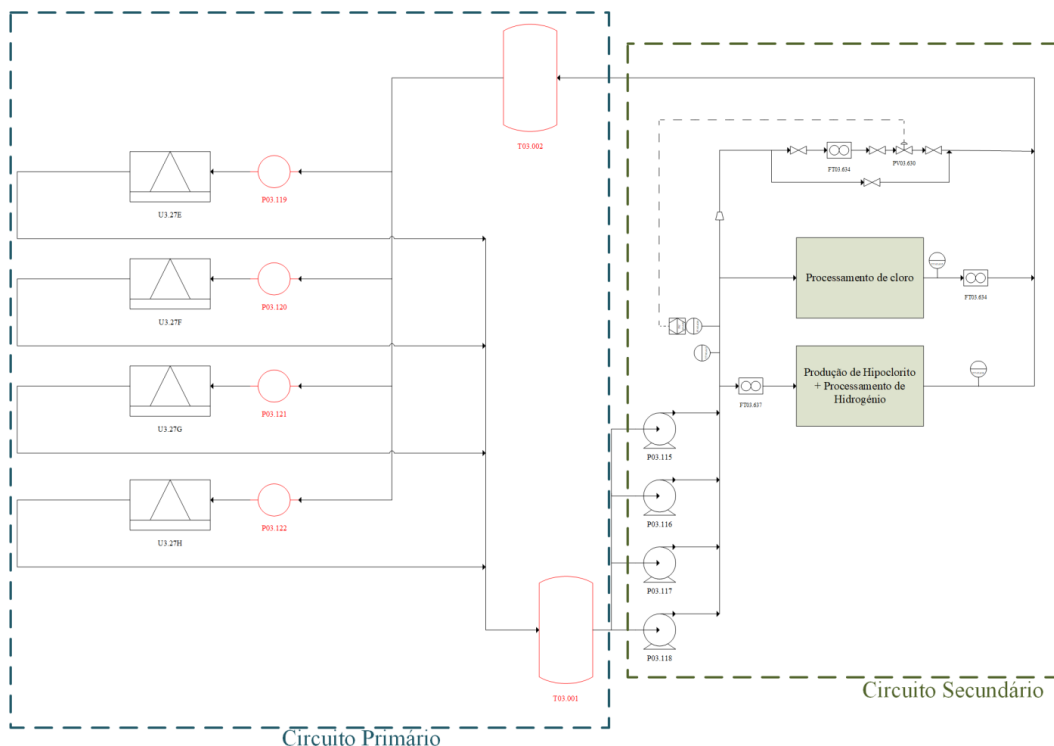 T03.002
P03.119
U3.27E
P03.120
U3.27F
P03.121
U3.27G
P03.122
U3.27H
T03.001
Circuito Primário
FT03.634
PV03.630
Processamento de cloro
FT03.634
Produção de Hipoclorito
+ Processamento de
Hidrogénio
FT03.637
P03.115
P03.116
P03.117
P03.118
Circuito Secundário